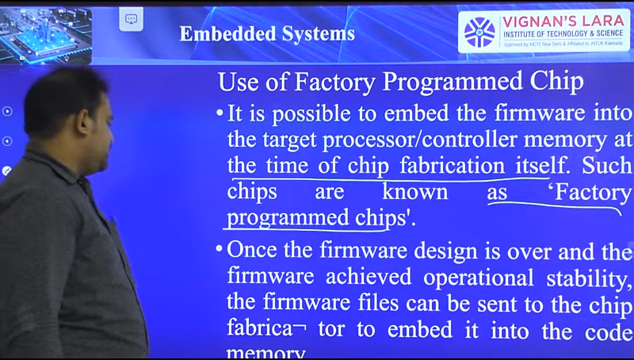 Embedded Systems
VIGNAN'S LARA
INSTITUTE OF TECHNOLOGY & SCIENCE
Use of Factory Programmed Chip
• It is possible to embed the firmware into
the target processor/controller memory at
the time of chip fabrication itself. Such
chips are known as ‘Factory
programmed chips'.
• Once the firmware design is over and the
firmware achieved operational stability,
the firmware files can be sent to the chip
fabrica¬ tor to embed it into the code
memory